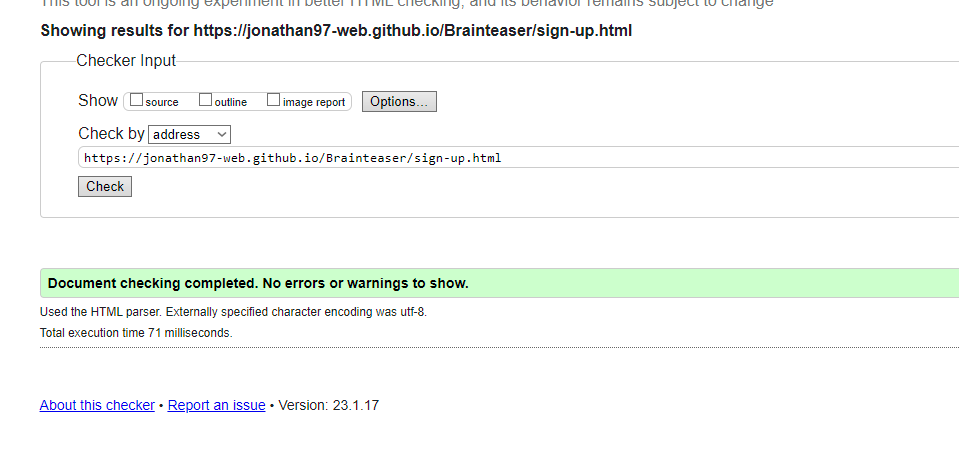 This tool is an ongoing experiment in better HTML checking, and its behavior remains subject to change
Showing results for https://jonathan97-web.github.io/Brainteaser/sign-up.html
Checker Input
Show source outline image report Options...
Check by address
https://jonathan97-web.github.io/Brainteaser/sign-up.html
Check
Document checking completed. No errors or warnings to show.
Used the HTML parser. Externally specified character encoding was utf-8.
Total execution time 71 milliseconds.
About this checker • Report an issue • Version: 23.1.17